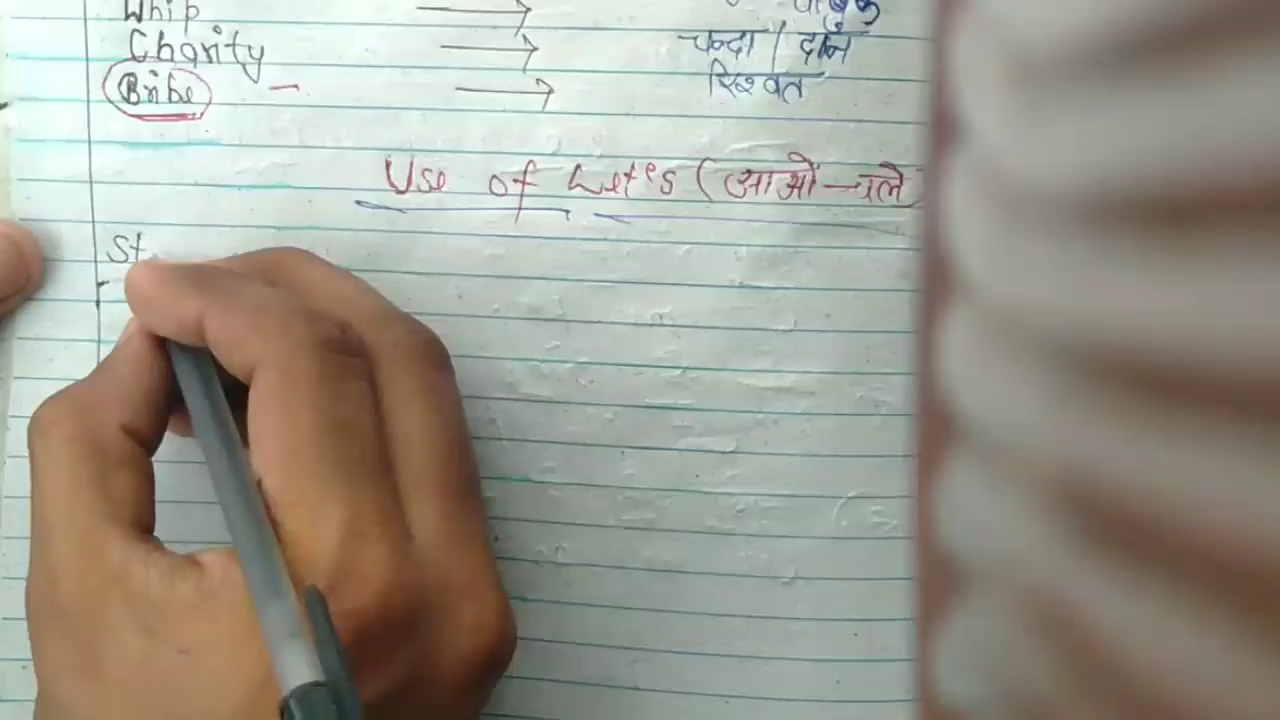 Whip → चाबुक
Charity → चन्दा / दान
Bribe — → रिश्वत
Use of Let's (आओ चले
St